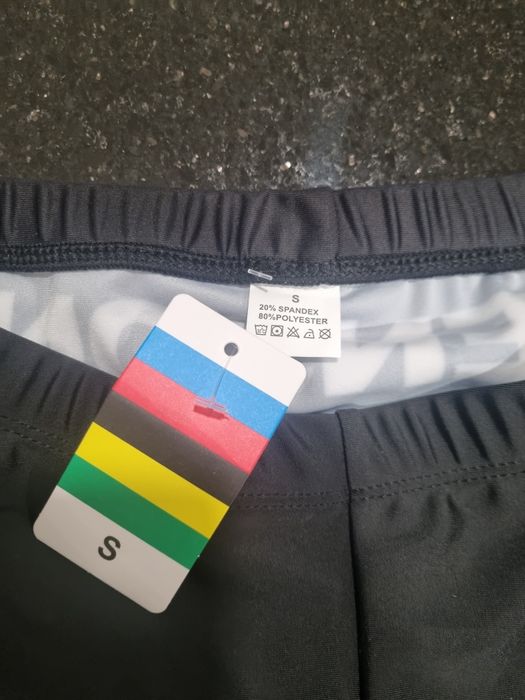 S
20% SPANDEX
80%POLYESTER
S